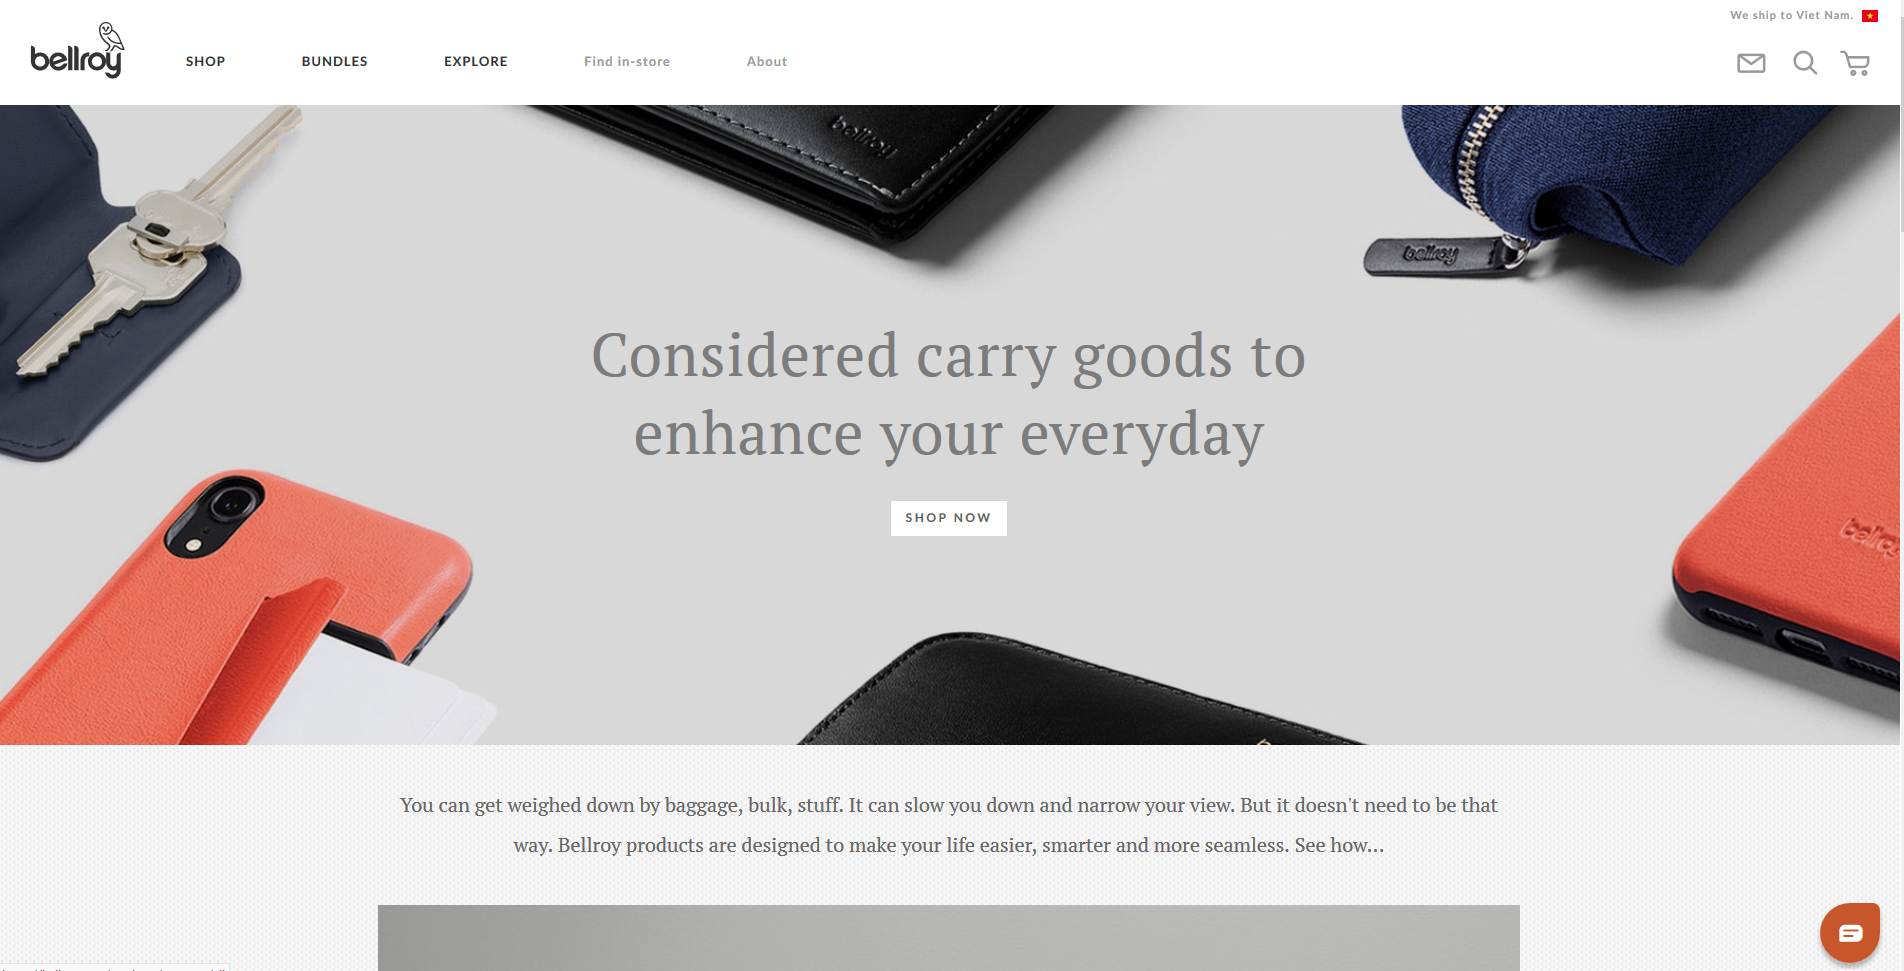 We ship to Viet Nam.
bellroy
SHOP
BUNDLES
EXPLORE
Find in-store
About
bellroy
bellroy
Considered carry goods to
enhance your everyday
SHOP NOW
bellroy
You can get weighed down by baggage, bulk, stuff. It can slow you down and narrow your view. But it doesn't need to be that
way. Bellroy products are designed to make your life easier, smarter and more seamless. See how...